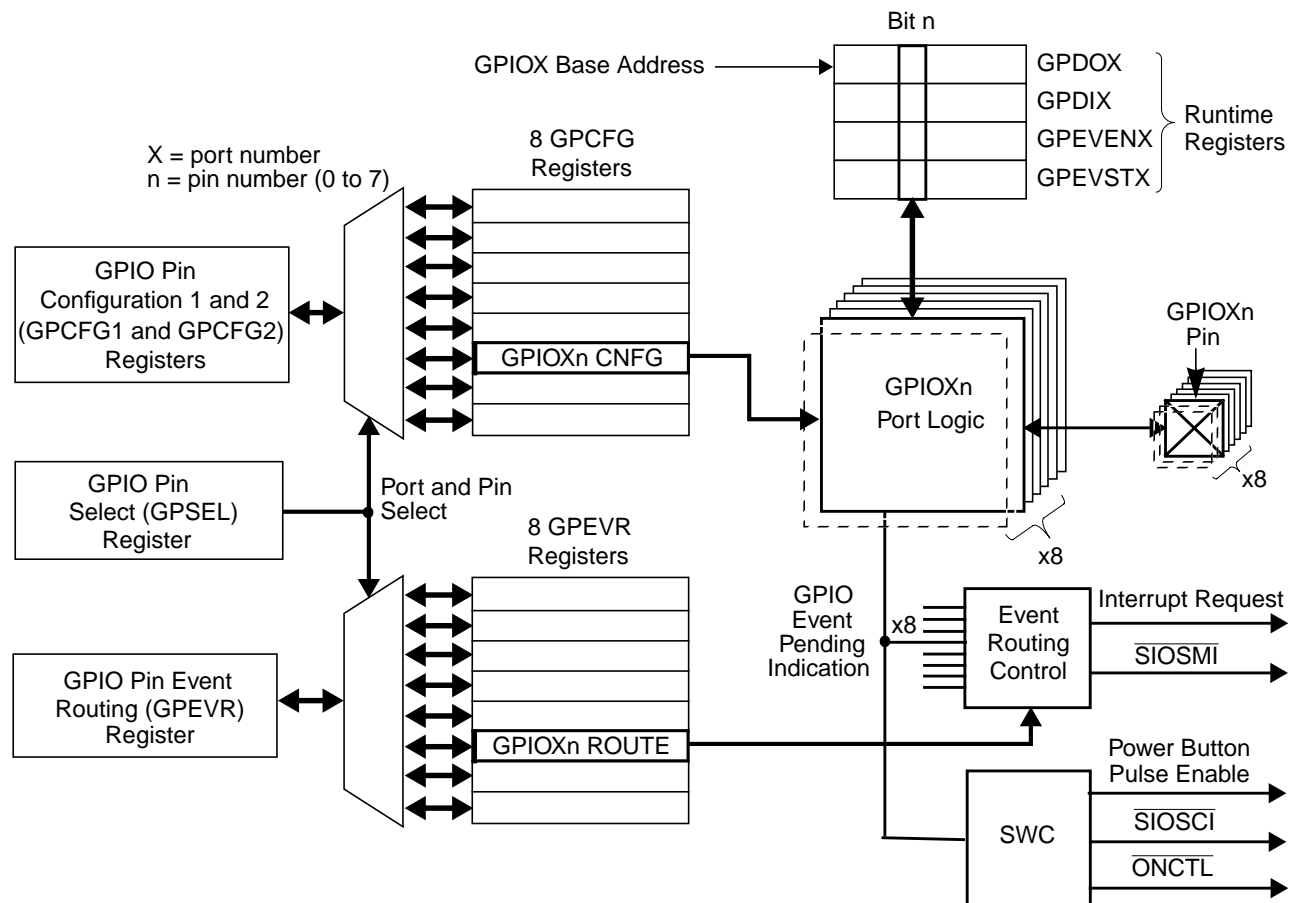 Bit n
GPIOX Base Address
GPDOX
GPDIX
GPEVENX
GPEVSTX
Runtime
Registers
X = port number
n = pin number (0 to 7)
8 GPCFG
Registers
GPIO Pin
Configuration 1 and 2
(GPCFG1 and GPCFG2)
Registers
GPIOXn CNFG
GPIOXn
Port Logic
x8
GPIOXn
Pin
x8
GPIO Pin
Select (GPSEL)
Register
Port and Pin
Select
8 GPEVR
Registers
GPIO Pin Event
Routing (GPEVR)
Register
GPIOXn ROUTE
GPIO
Event
Pending
Indication
x8
Event
Routing
Control
Interrupt Request
SIOSMI
SWC
Power Button
Pulse Enable
SIOSCI
ONCTL